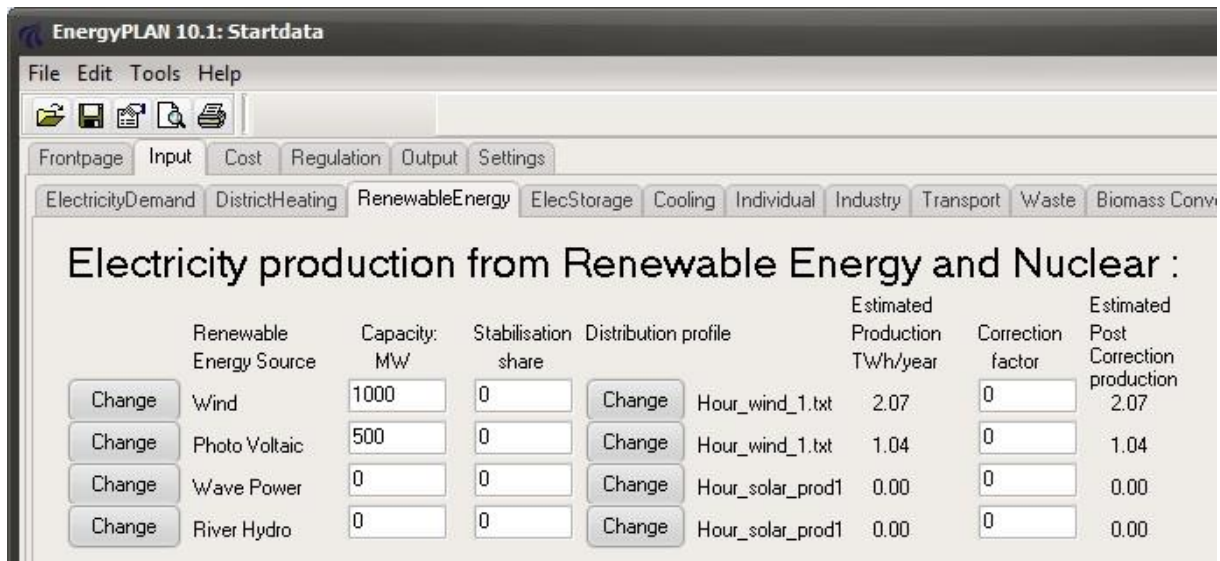 EnergyPLAN 10.1: Startdata
File Edit Tools Help
Frontpage Input Cost Regulation Output Settings
ElectricityDemand DistrictHeating RenewableEnergy ElecStorage Cooling Individual Industry Transport Waste Biomass Conv
Electricity production from Renewable Energy and Nuclear :
Estimated Estimated
Renewable Capacity: Stabilisation Distribution profile Production Correction Post
Energy Source MW share TWh/year factor Correction
production
Change Wind 1000 0 Change Hour_wind_1.txt 2.07 0 2.07
Change Photo Voltaic 500 0 Change Hour_wind_1.txt 1.04 0 1.04
Change Wave Power 0 0 Change Hour_solar_prod1 0.00 0 0.00
Change River Hydro 0 0 Change Hour_solar_prod1 0.00 0 0.00